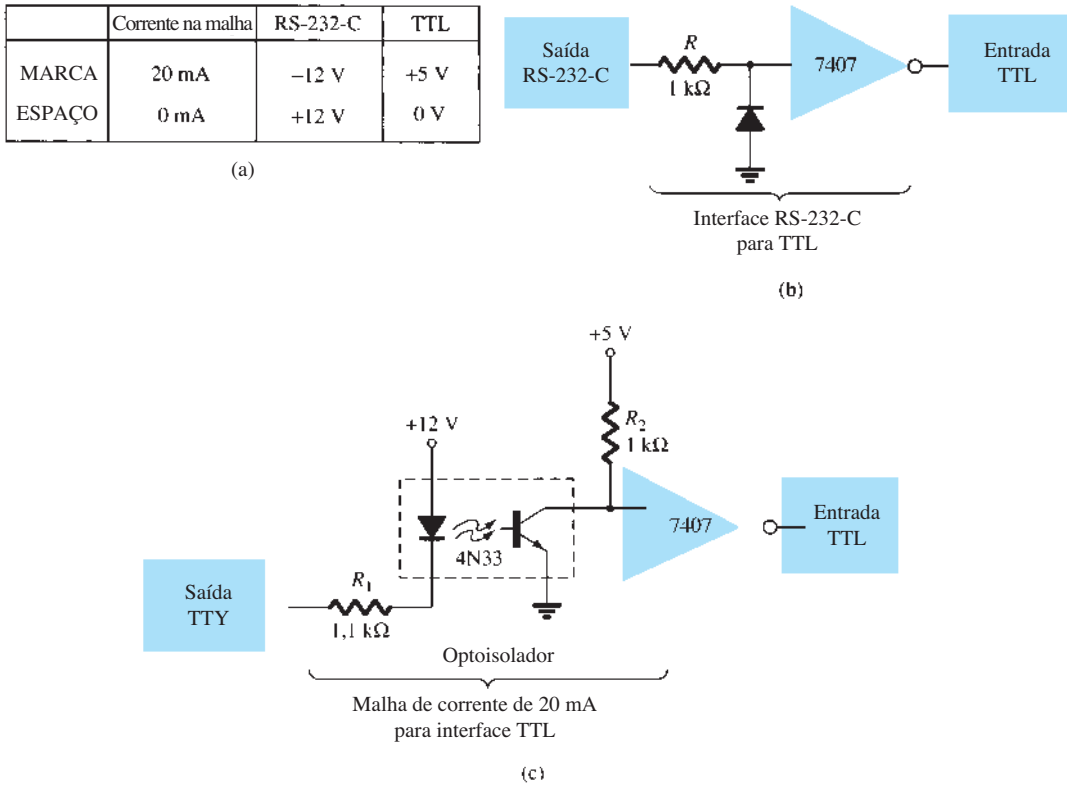 Corrente na malha RS-232-C TTL
MARCA 20 mA –12 V +5 V
ESPAÇO 0 mA +12 V 0 V
(a)
Saída
RS-232-C
R
1 kΩ
7407
Entrada
TTL
Interface RS-232-C
para TTL
(b)
+5 V
R2
1 kΩ
+12 V
4N33
7407
Entrada
TTL
Saída
TTY
R1
1,1 kΩ
Optoisolador
Malha de corrente de 20 mA
para interface TTL
(c)